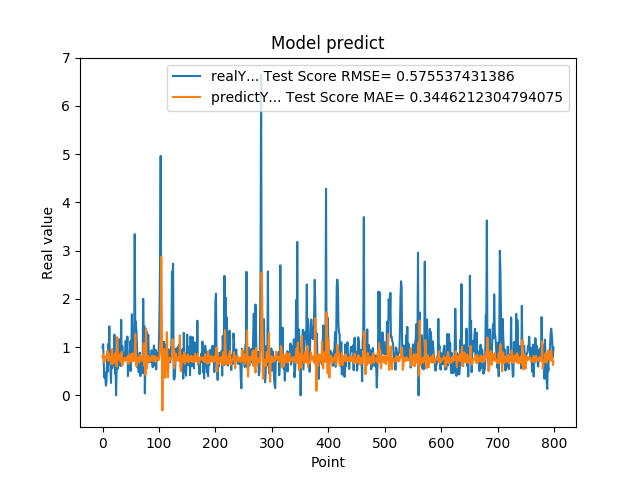 Model predict
realY... Test Score RMSE= 0.575537431386
predictY... Test Score MAE= 0.3446212304794075
Real value
7
6
5
4
3
2
1
0
0 100 200 300 400 500 600 700 800
Point